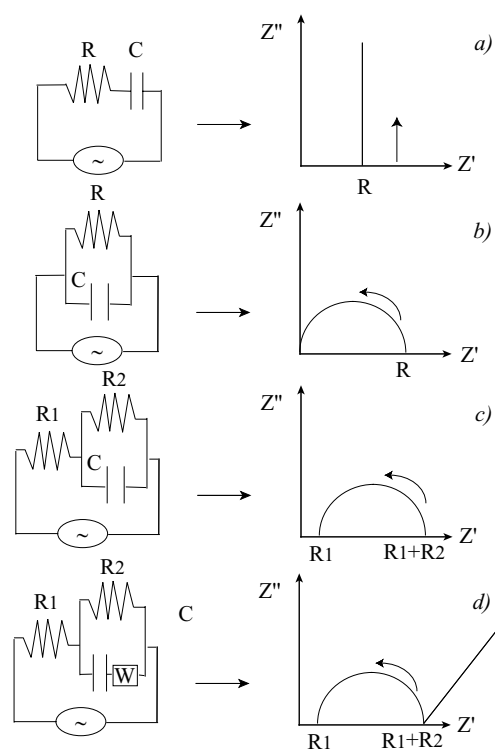 R C
~
Z"
a)
R
Z'
R
C
~
Z"
b)
R
Z'
R1
R2
C
~
Z"
c)
R1
R1+R2
Z'
R1
R2
C
W
~
Z"
d)
R1
R1+R2
Z'